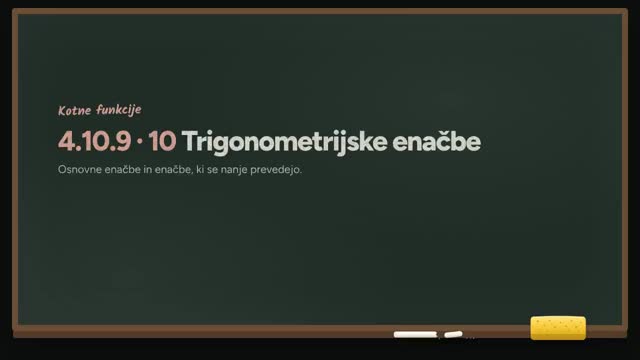 Kotne funkcije
4.10.9 · 10 Trigonometrijske enačbe
Osnovne enačbe in enačbe, ki se nanje prevedejo.